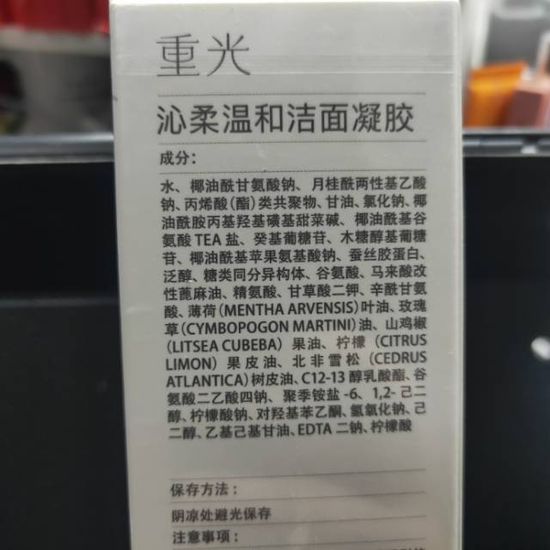 重光
沁柔温和洁面凝胶
成分:
水、椰油酰甘氨酸钠、月桂酰两性基乙酸
钠、丙烯酸(酯)类共聚物、甘油、氯化钠、椰
油酰胺丙基羟基磺基甜菜碱、椰油酰基谷
氨酸TEA盐、癸基葡糖苷、木糖醇基葡糖
苷、椰油酰基苹果氨基酸钠、蚕丝胶蛋白、
泛醇、糖类同分异构体、谷氨酸、马来酸改
性蓖麻油、精氨酸、甘草酸二钾、辛酰甘氨
酸、薄荷(MENTHA ARVENSIS)叶油、玫瑰
草(CYMBOPOGON MARTINI)油、山鸡椒
(LITSEA CUBEBA)果油、柠檬(CITRUS
LIMON)果皮油、北非雪松(CEDRUS
ATLANTICA)树皮油、C12-13醇乳酸酯、谷
氨酸二乙酸四钠、聚季铵盐-6、1,2-己二
醇、柠檬酸钠、对羟基苯乙酮、氢氧化钠、己
二醇、乙基己基甘油、EDTA二钠、柠檬酸
保存方法:
阴凉处避光保存
注意事项: